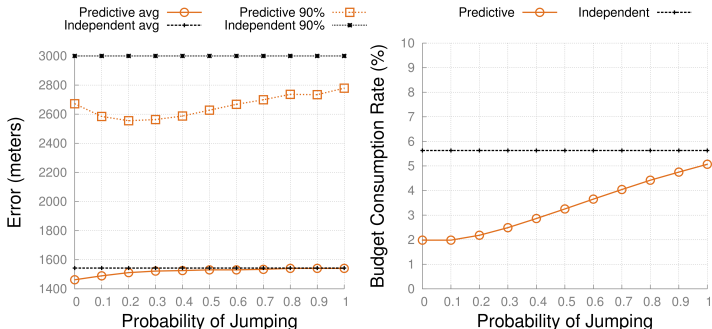 Predictive avg
Independent avg
Predictive 90%
Independent 90%
Error (meters)
3000
2800
2600
2400
2200
2000
1800
1600
1400
0 0.1 0.2 0.3 0.4 0.5 0.6 0.7 0.8 0.9 1
Probability of Jumping
Predictive
Independent
Budget Consumption Rate (%)
10
9
8
7
6
5
4
3
2
1
0
0 0.1 0.2 0.3 0.4 0.5 0.6 0.7 0.8 0.9 1
Probability of Jumping